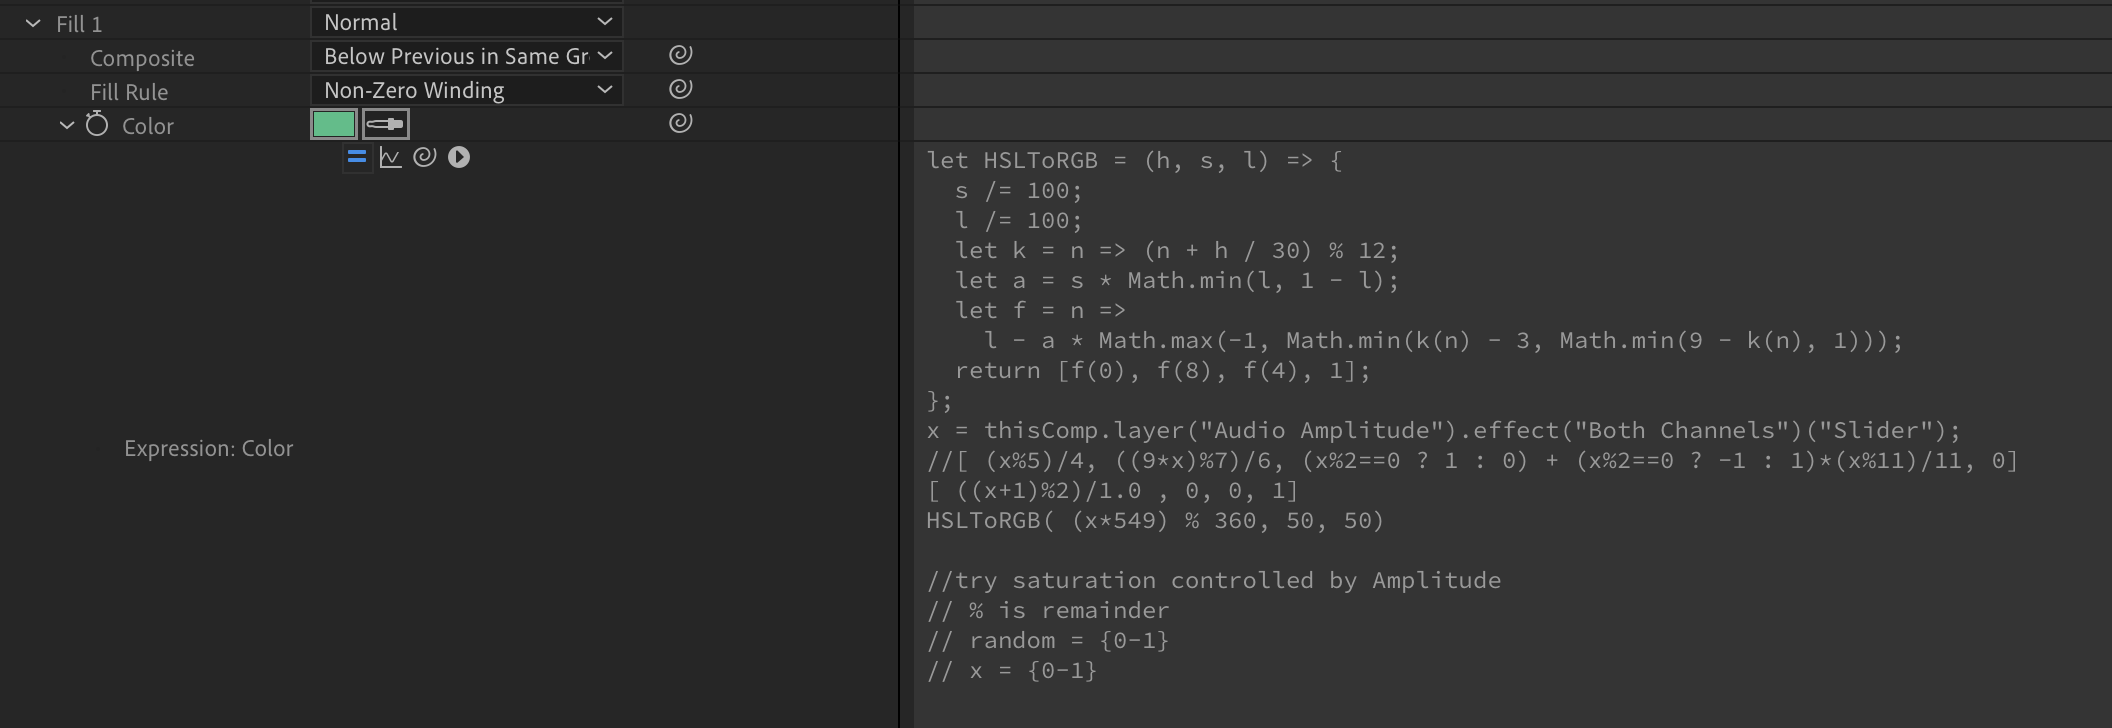 Fill 1
Normal
Composite
Below Previous in Same Gr
Fill Rule
Non-Zero Winding
Color
Expression: Color
let HSLToRGB = (h, s, l) => {
  s /= 100;
  l /= 100;
  let k = n => (n + h / 30) % 12;
  let a = s * Math.min(l, 1 - l);
  let f = n =>
    l - a * Math.max(-1, Math.min(k(n) - 3, Math.min(9 - k(n), 1)));
  return [f(0), f(8), f(4), 1];
};
x = thisComp.layer("Audio Amplitude").effect("Both Channels")("Slider");
//[ (x%5)/4, ((9*x)%7)/6, (x%2==0 ? 1 : 0) + (x%2==0 ? -1 : 1)*(x%11)/11, 0]
[ ((x+1)%2)/1.0 , 0, 0, 1]
HSLToRGB( (x*549) % 360, 50, 50)
//try saturation controlled by Amplitude
// % is remainder
// random = {0-1}
// x = {0-1}